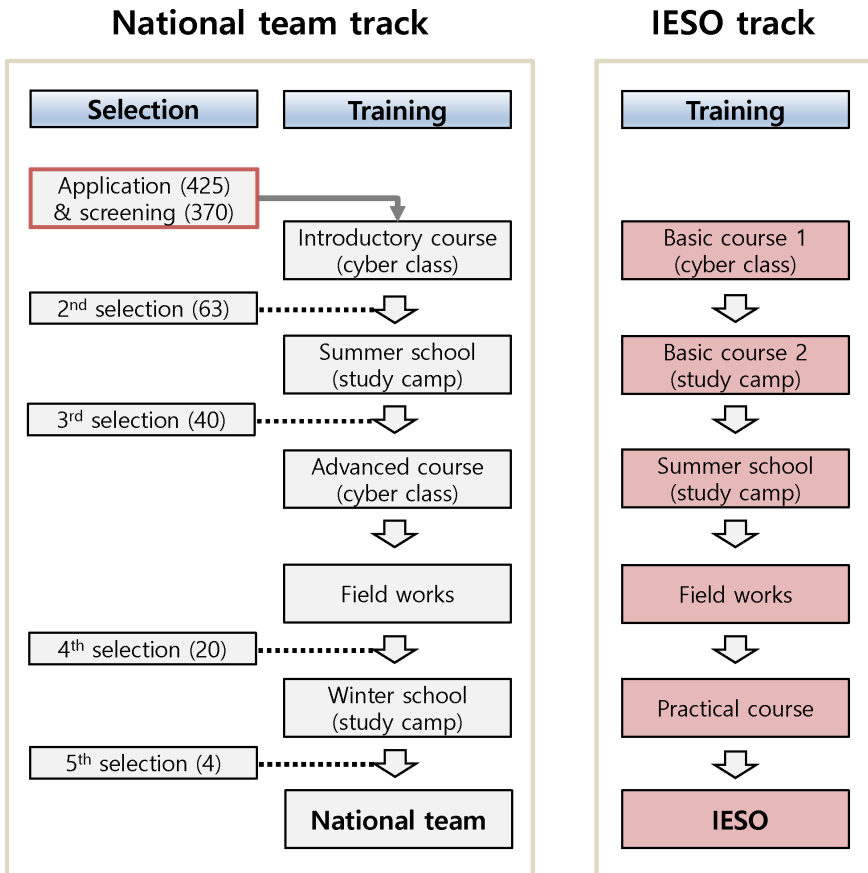 National team track
Selection
Training
Application (425)
& screening (370)
Introductory course
(cyber class)
2nd selection (63)
Summer school
(study camp)
3rd selection (40)
Advanced course
(cyber class)
Field works
4th selection (20)
Winter school
(study camp)
5th selection (4)
National team
IESO track
Training
Basic course 1
(cyber class)
Basic course 2
(study camp)
Summer school
(study camp)
Field works
Practical course
IESO